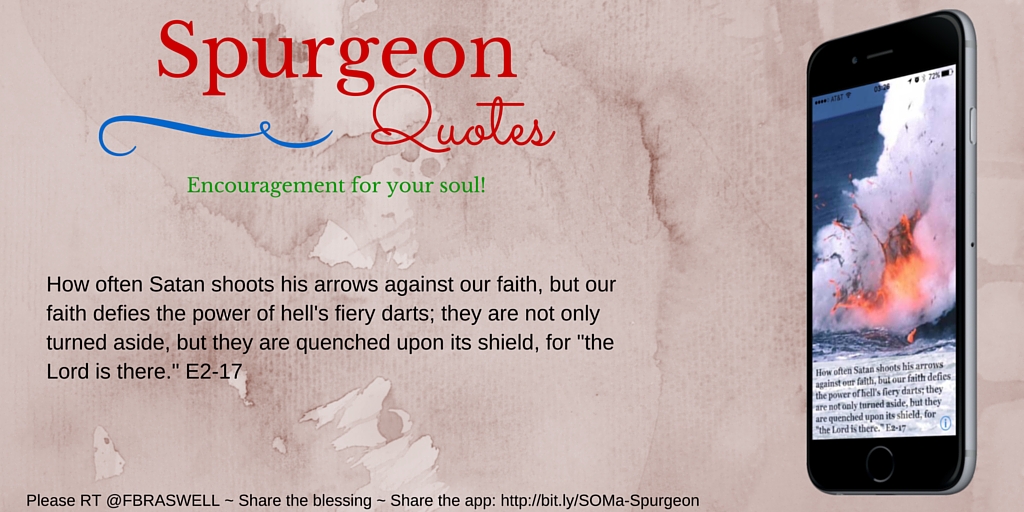 Spurgeon
Quotes
Encouragement for your soul!
How often Satan shoots his arrows against our faith, but our
faith defies the power of hell's fiery darts; they are not only
turned aside, but they are quenched upon its shield, for "the
Lord is there." E2-17
Please RT @FBRASWELL ~ Share the blessing ~ Share the app: http://bit.ly/SOMa-Spurgeon
AT&T 03:26 72%
How often Satan shoots his arrows
against our faith, but our faith defies
the power of hell's fiery darts; they
are not only turned aside, but they
are quenched upon its shield, for
"the Lord is there." E2-17